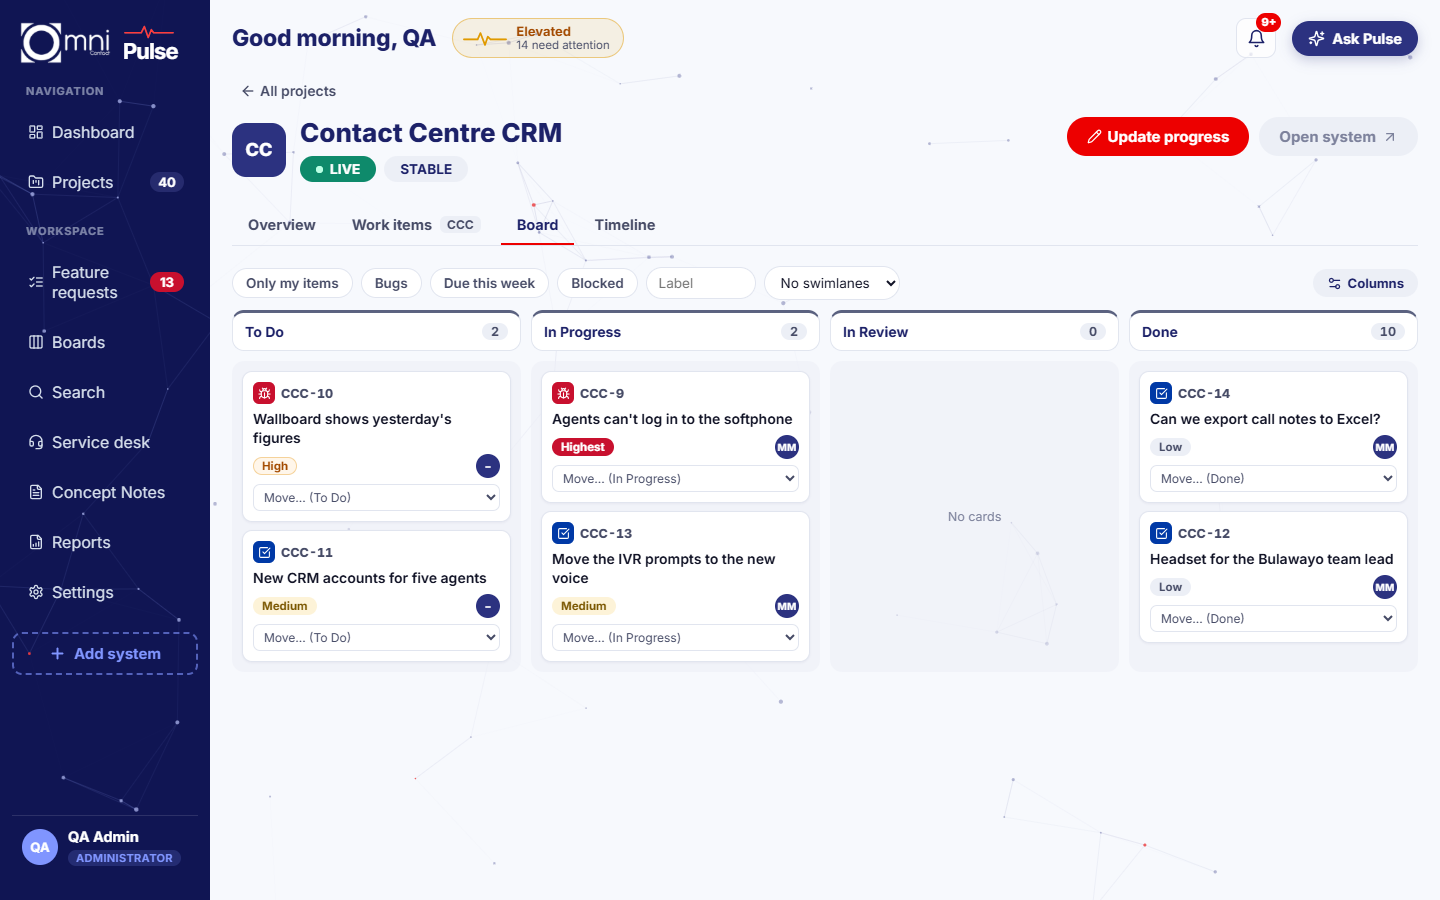 Omni
Contact
Pulse
NAVIGATION
Dashboard
Projects 40
WORKSPACE
Feature requests 13
Boards
Search
Service desk
Concept Notes
Reports
Settings
+ Add system
QA
QA Admin
ADMINISTRATOR
Good morning, QA
Elevated
14 need attention
9+
Ask Pulse
← All projects
CC
Contact Centre CRM
LIVE STABLE
Update progress
Open system ↗
Overview Work items CCC Board Timeline
Only my items Bugs Due this week Blocked Label No swimlanes Columns
To Do 2
CCC-10
Wallboard shows yesterday's
figures
High –
Move... (To Do)
CCC-11
New CRM accounts for five agents
Medium –
Move... (To Do)
In Progress 2
CCC-9
Agents can't log in to the softphone
Highest MM
Move... (In Progress)
CCC-13
Move the IVR prompts to the new
voice
Medium MM
Move... (In Progress)
In Review 0
No cards
Done 10
CCC-14
Can we export call notes to Excel?
Low MM
Move... (Done)
CCC-12
Headset for the Bulawayo team lead
Low MM
Move... (Done)